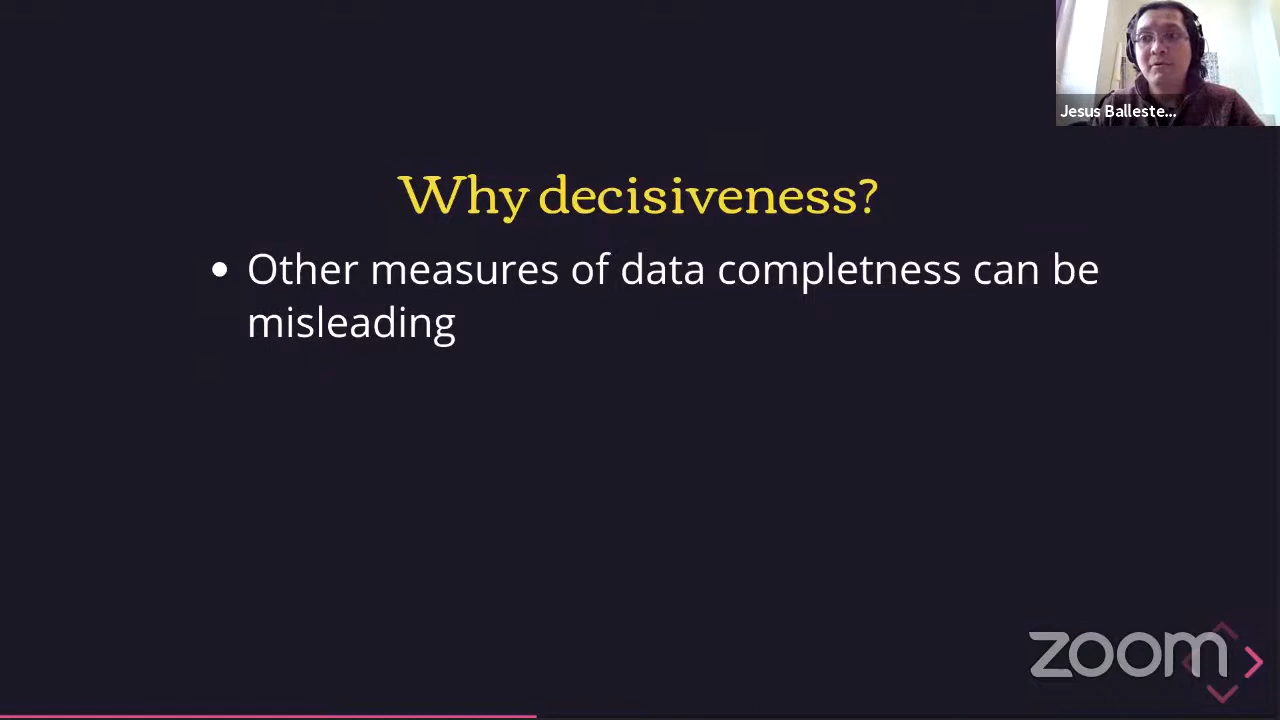 Jesus Balleste...
Why decisiveness?
• Other measures of data completness can be
misleading
zoom